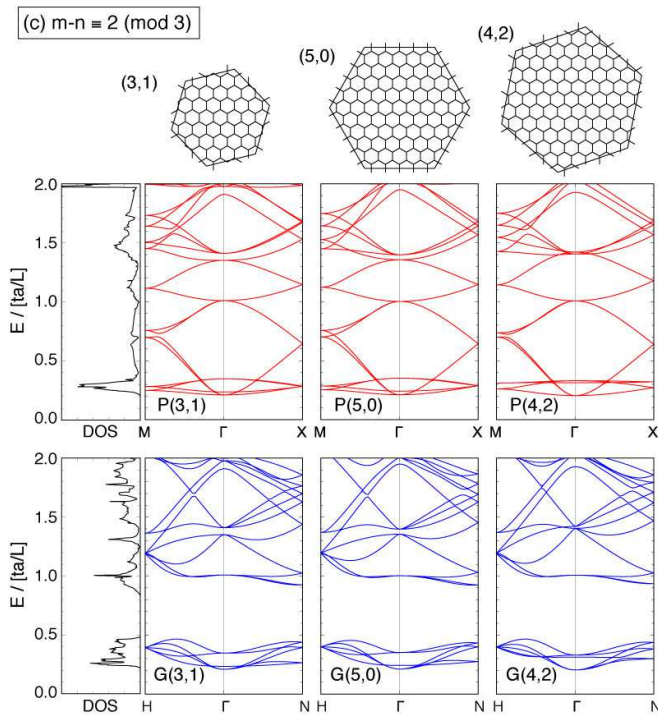 (c) m-n ≡ 2 (mod 3)
(3,1)
(5,0)
(4,2)
E / [ta/L]
2.0
1.5
1.0
0.5
0.0
P(3,1)
P(5,0)
P(4,2)
DOS
M Γ X
M Γ X
M Γ X
E / [ta/L]
2.0
1.5
1.0
0.5
0.0
G(3,1)
G(5,0)
G(4,2)
DOS
H Γ N
H Γ N
H Γ N